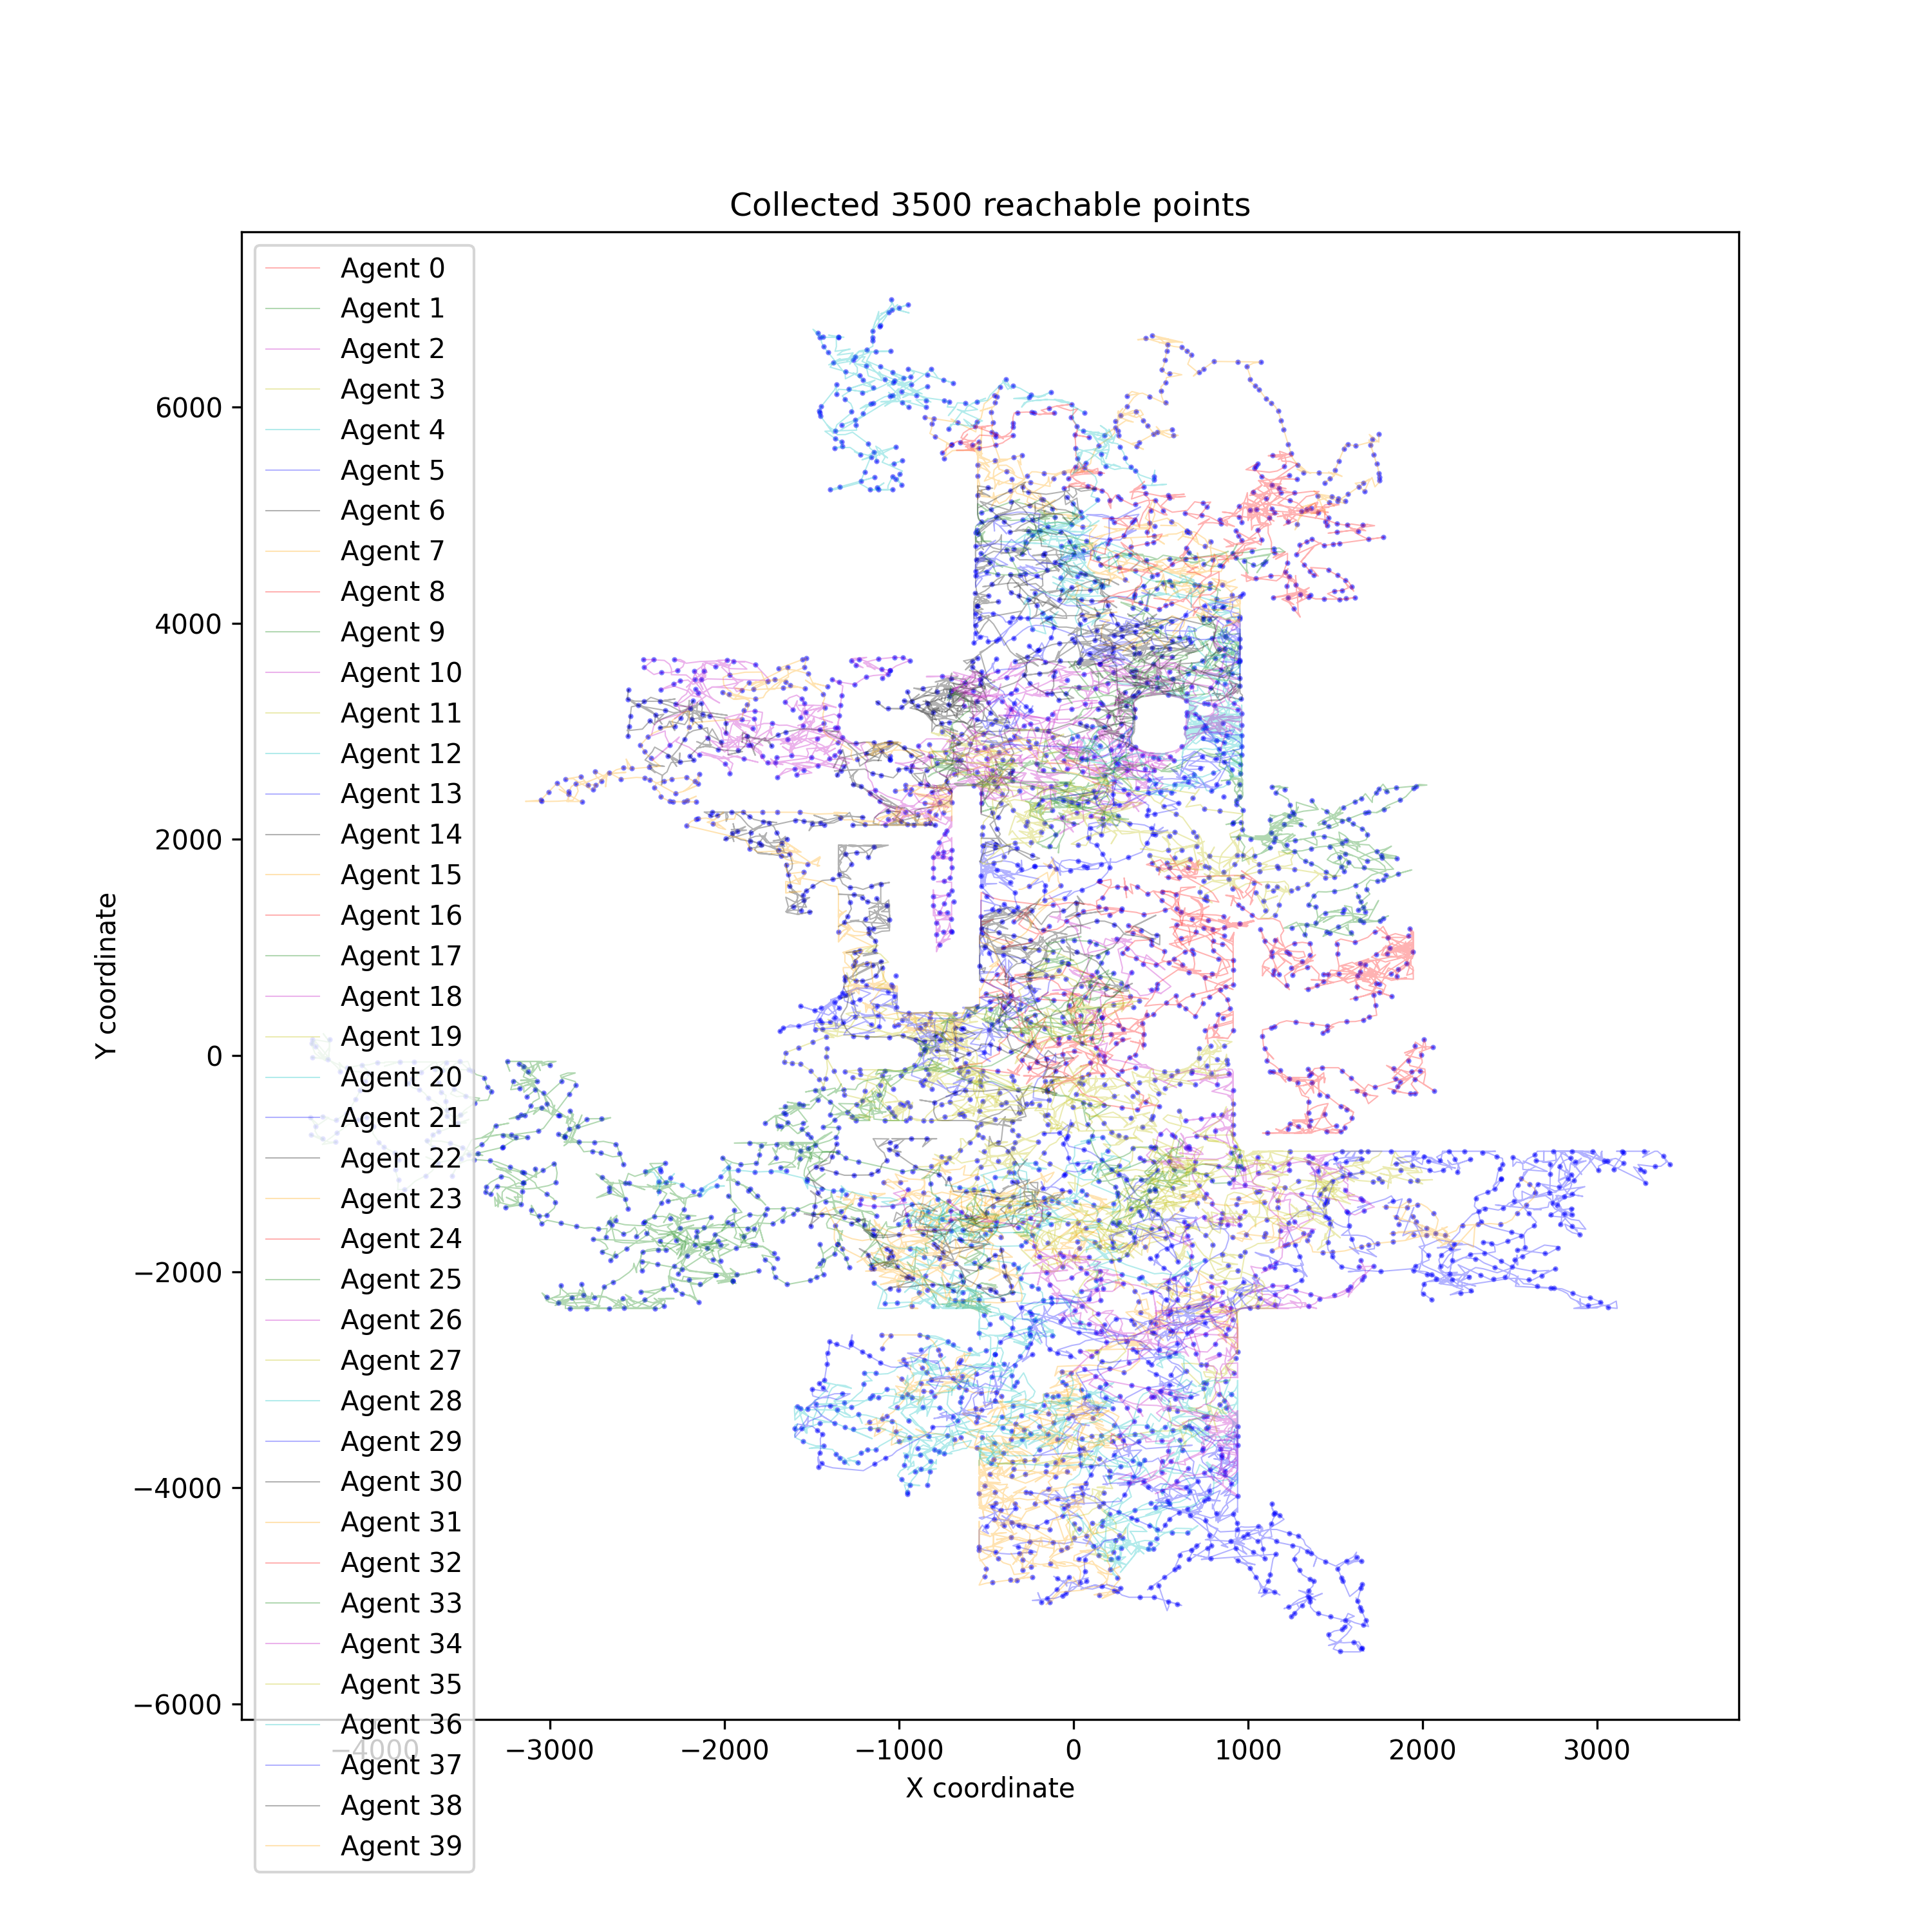 Collected 3500 reachable points
Agent 0
Agent 1
Agent 2
Agent 3
Agent 4
Agent 5
Agent 6
Agent 7
Agent 8
Agent 9
Agent 10
Agent 11
Agent 12
Agent 13
Agent 14
Agent 15
Agent 16
Agent 17
Agent 18
Agent 19
Agent 20
Agent 21
Agent 22
Agent 23
Agent 24
Agent 25
Agent 26
Agent 27
Agent 28
Agent 29
Agent 30
Agent 31
Agent 32
Agent 33
Agent 34
Agent 35
Agent 36
Agent 37
Agent 38
Agent 39
Y coordinate
6000
4000
2000
0
−2000
−4000
−6000
−4000 −3000 −2000 −1000 0 1000 2000 3000
X coordinate